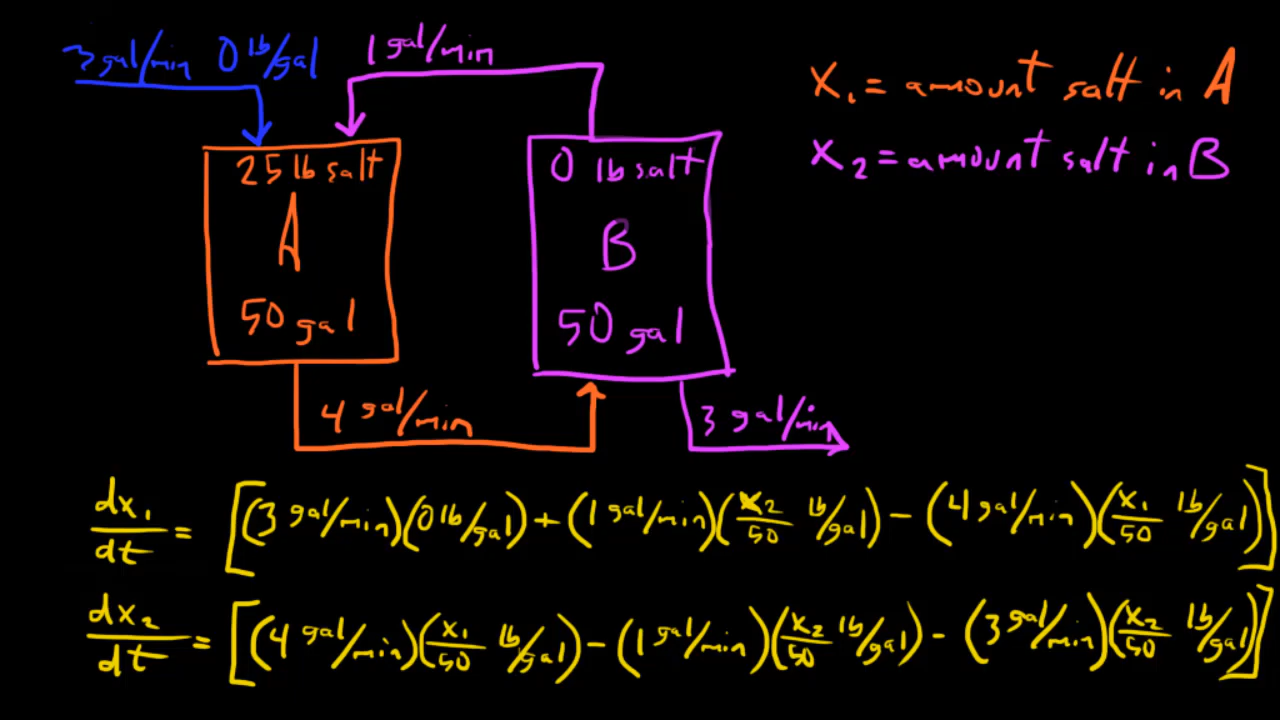 3 gal/min 0 lb/gal
1 gal/min
x₁ = amount salt in A
x₂ = amount salt in B
25 lb salt
A
50 gal
0 lb salt
B
50 gal
4 gal/min
3 gal/min
dx₁/dt = [(3 gal/min)(0 lb/gal) + (1 gal/min)(x₂/50 lb/gal) - (4 gal/min)(x₁/50 lb/gal)]
dx₂/dt = [(4 gal/min)(x₁/50 lb/gal) - (1 gal/min)(x₂/50 lb/gal) - (3 gal/min)(x₂/50 lb/gal)]